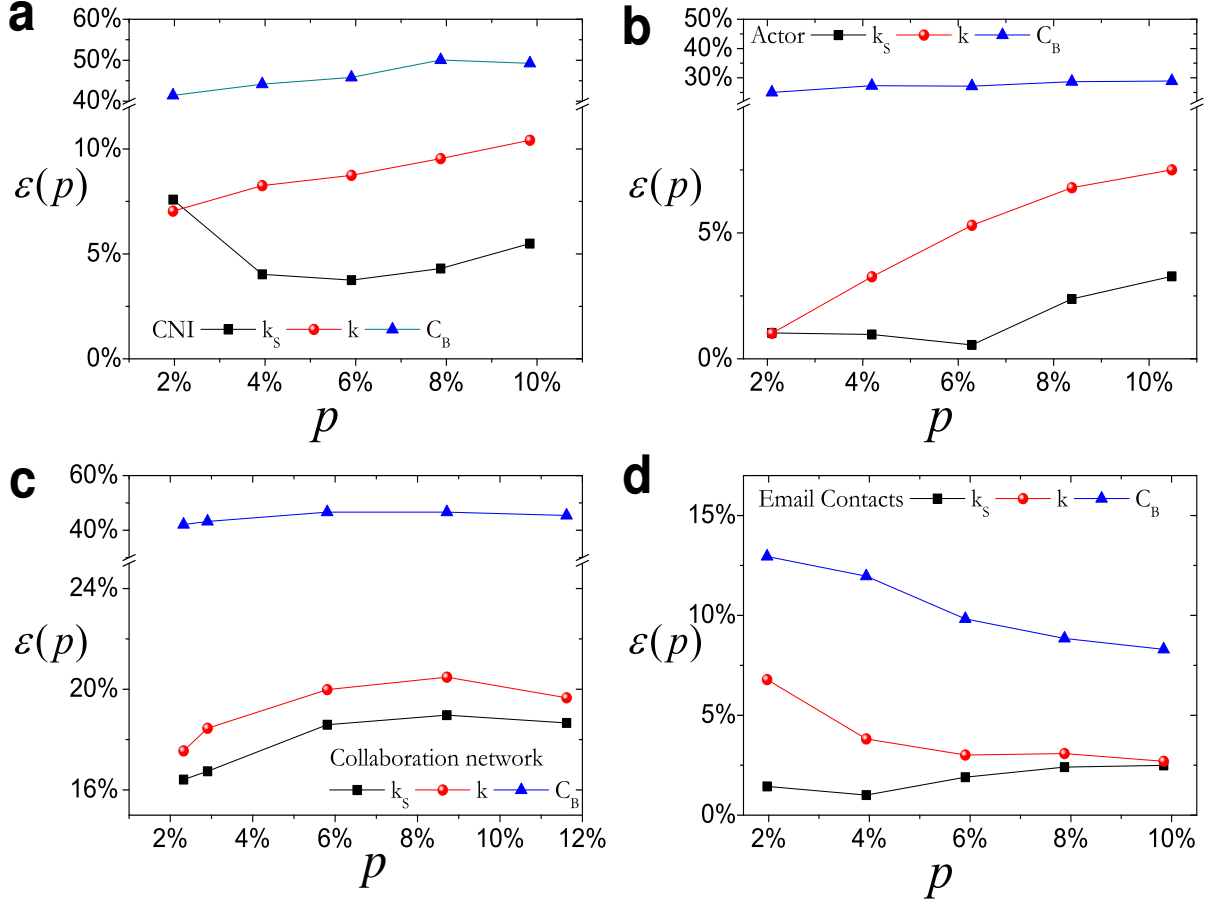 a
60%
50%
40%
10%
5%
0%
ε(p)
CNI k_S k C_B
2% 4% 6% 8% 10%
p
b
50%
40%
30%
5%
0%
ε(p)
Actor k_S k C_B
2% 4% 6% 8% 10%
p
c
60%
40%
24%
20%
16%
ε(p)
Collaboration network
k_S k C_B
2% 4% 6% 8% 10% 12%
p
d
15%
10%
5%
0%
ε(p)
Email Contacts k_S k C_B
2% 4% 6% 8% 10%
p